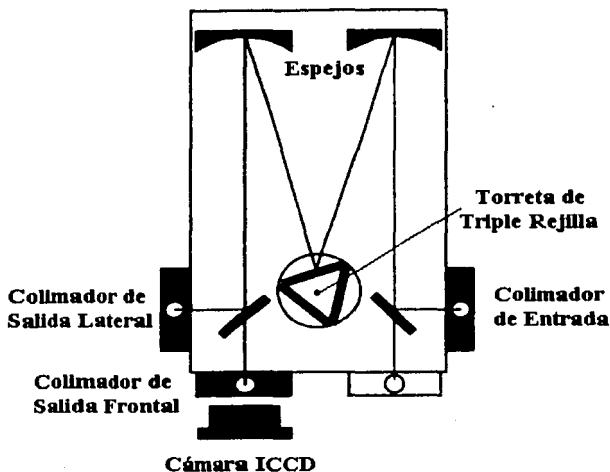 Espejos
Torreta de
Triple Rejilla
Colimador de
Salida Lateral
Colimador
de Entrada
Colimador de
Salida Frontal
Cámara ICCD